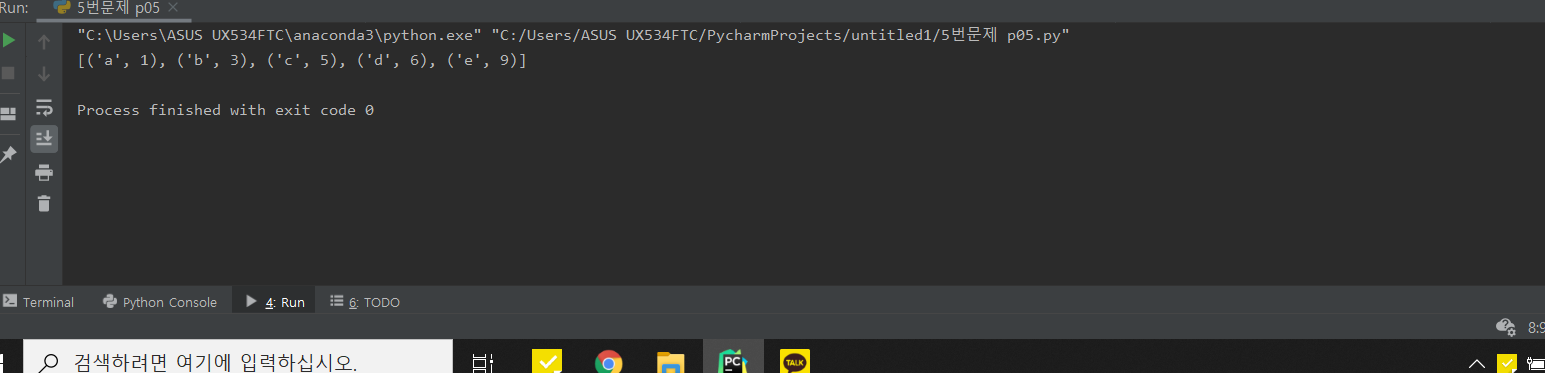 Run: 5번문제 p05
"C:\Users\ASUS UX534FTC\anaconda3\python.exe" "C:/Users/ASUS UX534FTC/PycharmProjects/untitled1/5번문제 p05.py"
[('a', 1), ('b', 3), ('c', 5), ('d', 6), ('e', 9)]
Process finished with exit code 0
Terminal Python Console 4: Run 6: TODO
8:9
검색하려면 여기에 입력하십시오.
PC TALK